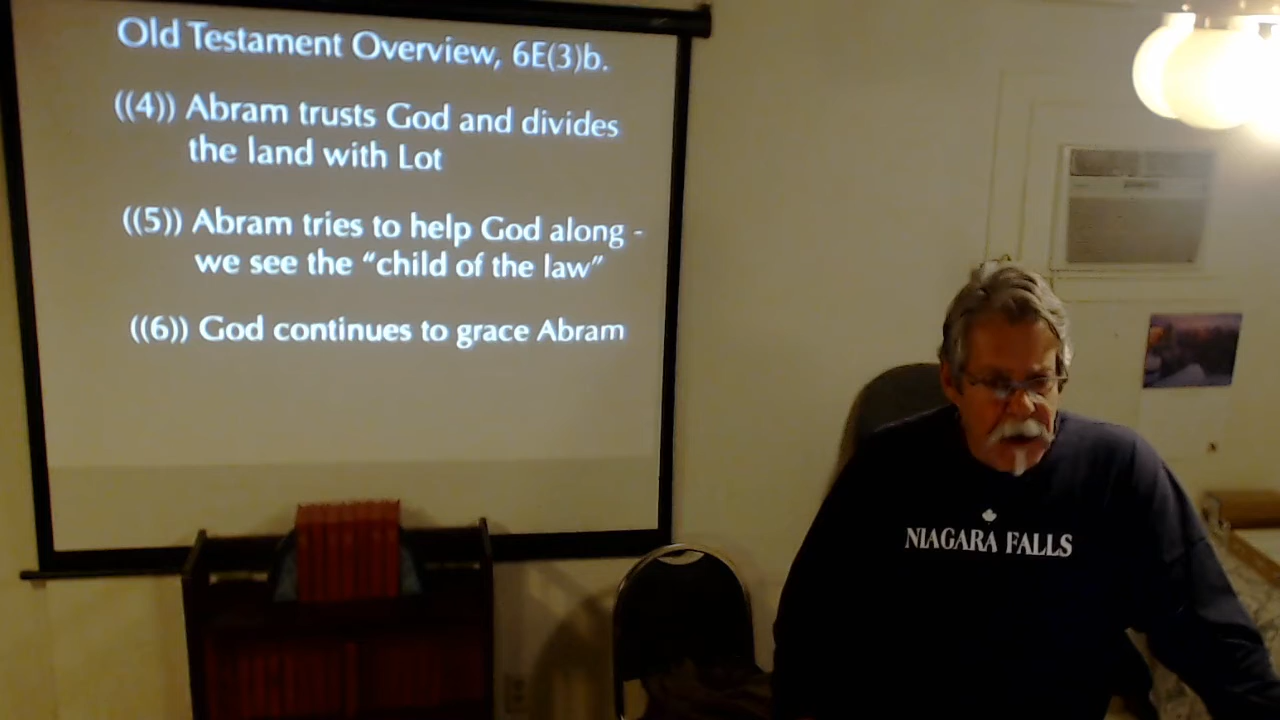 Old Testament Overview, 6E(3)b.
((4)) Abram trusts God and divides
the land with Lot
((5)) Abram tries to help God along -
we see the “child of the law”
((6)) God continues to grace Abram
NIAGARA FALLS